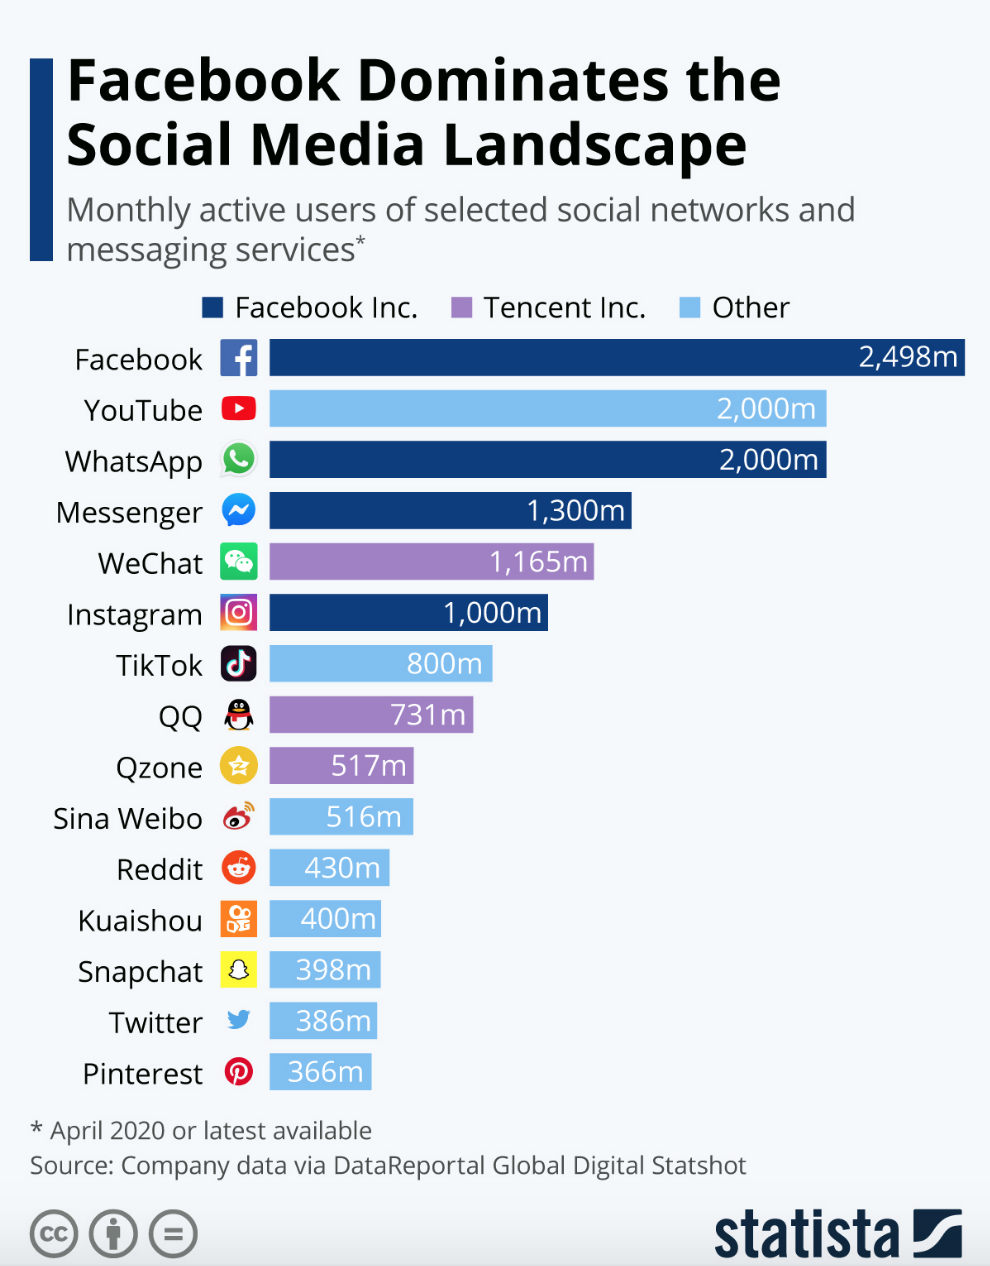 Facebook Dominates the
Social Media Landscape
Monthly active users of selected social networks and
messaging services*
Facebook Inc. Tencent Inc. Other
Facebook 2,498m
YouTube 2,000m
WhatsApp 2,000m
Messenger 1,300m
WeChat 1,165m
Instagram 1,000m
TikTok 800m
QQ 731m
Qzone 517m
Sina Weibo 516m
Reddit 430m
Kuaishou 400m
Snapchat 398m
Twitter 386m
Pinterest 366m
* April 2020 or latest available
Source: Company data via DataReportal Global Digital Statshot
cc statista